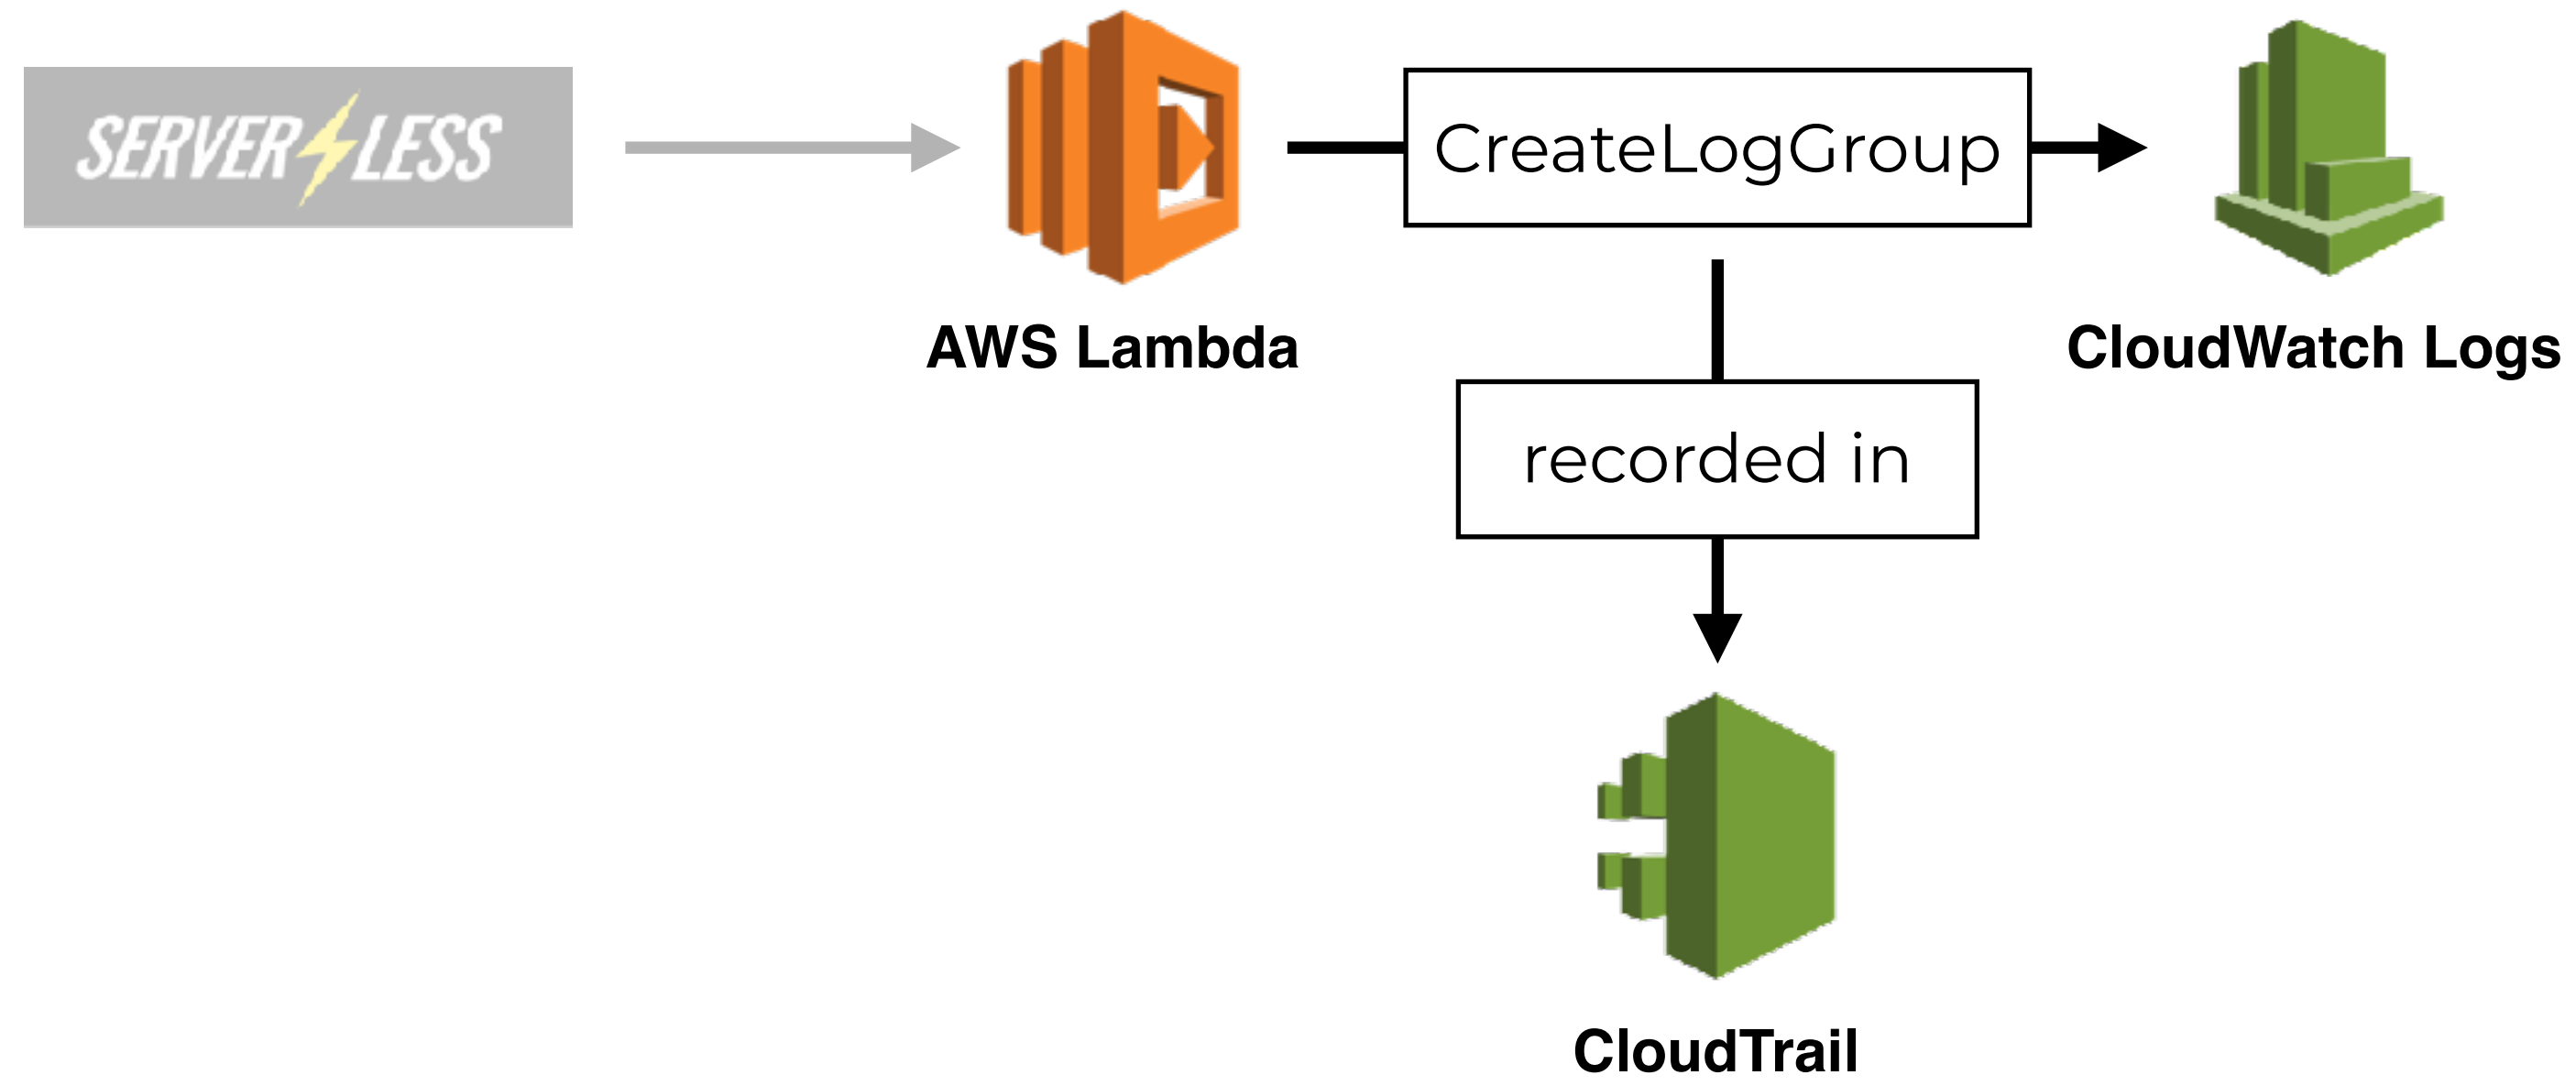 SERVERLESS
CreateLogGroup
AWS Lambda
CloudWatch Logs
recorded in
CloudTrail